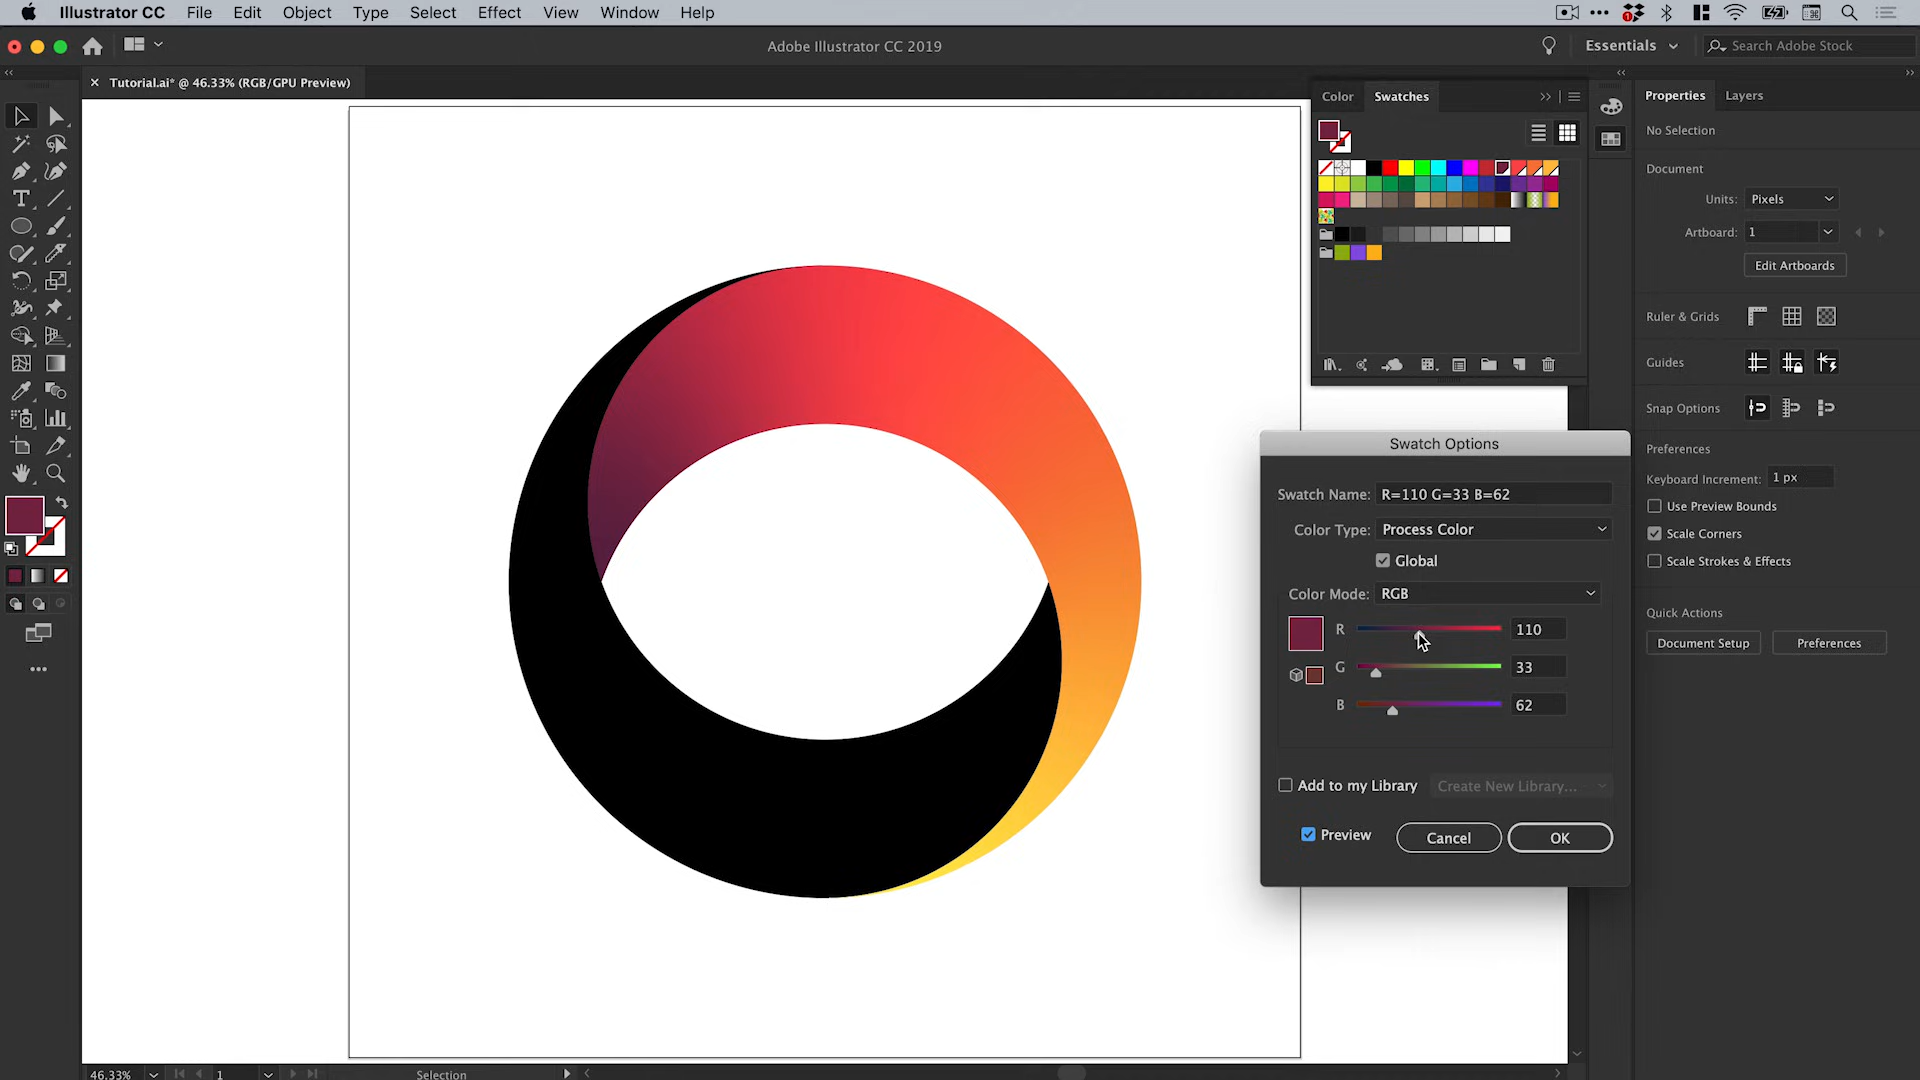 Illustrator CC File Edit Object Type Select Effect View Window Help
Adobe Illustrator CC 2019
Essentials
Search Adobe Stock
× Tutorial.ai* @ 46.33% (RGB/GPU Preview)
Color Swatches
Properties Layers
No Selection
Document
Units: Pixels
Artboard: 1
Edit Artboards
Ruler & Grids
Guides
Snap Options
Preferences
Keyboard Increment: 1 px
Use Preview Bounds
Scale Corners
Scale Strokes & Effects
Quick Actions
Document Setup Preferences
Swatch Options
Swatch Name: R=110 G=33 B=62
Color Type: Process Color
Global
Color Mode: RGB
R 110
G 33
B 62
Add to my Library Create New Library...
Preview Cancel OK
46.33% 1 Selection